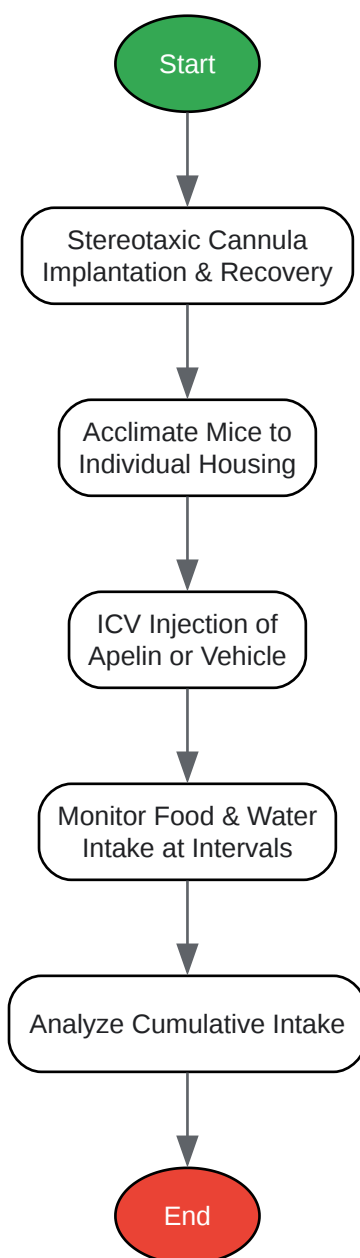 Start
Stereotaxic Cannula
Implantation & Recovery
Acclimate Mice to
Individual Housing
ICV Injection of
Apelin or Vehicle
Monitor Food & Water
Intake at Intervals
Analyze Cumulative Intake
End